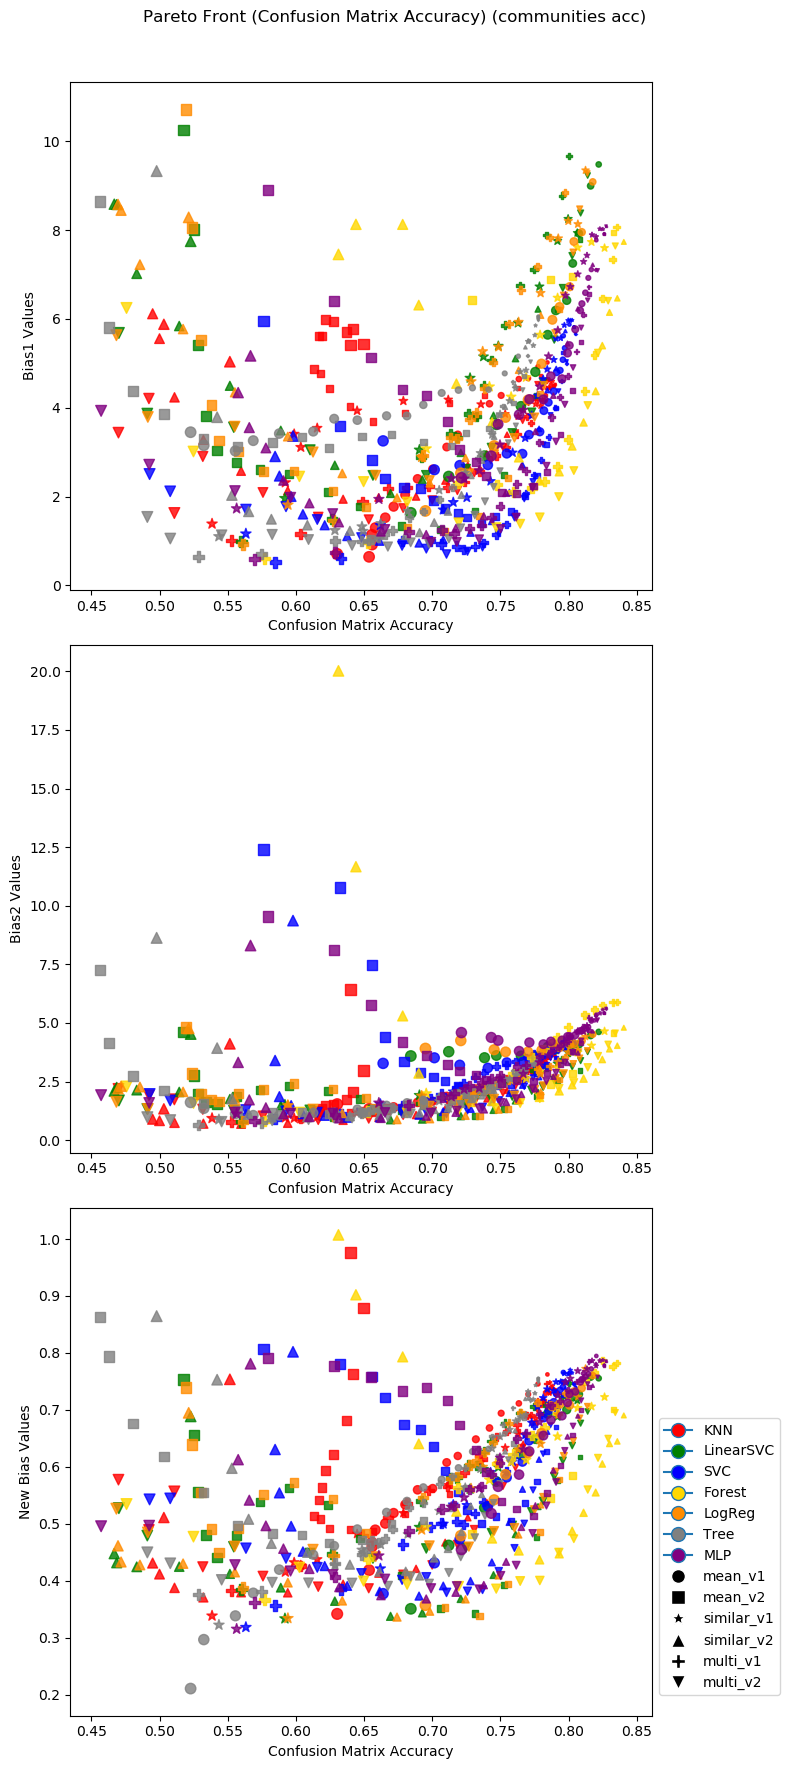 Pareto Front (Confusion Matrix Accuracy) (communities acc)
10
8
6
4
2
0
Bias1 Values
0.45 0.50 0.55 0.60 0.65 0.70 0.75 0.80 0.85
Confusion Matrix Accuracy
20.0
17.5
15.0
12.5
10.0
7.5
5.0
2.5
0.0
Bias2 Values
0.45 0.50 0.55 0.60 0.65 0.70 0.75 0.80 0.85
Confusion Matrix Accuracy
1.0
0.9
0.8
0.7
0.6
0.5
0.4
0.3
0.2
New Bias Values
0.45 0.50 0.55 0.60 0.65 0.70 0.75 0.80 0.85
Confusion Matrix Accuracy
KNN
LinearSVC
SVC
Forest
LogReg
Tree
MLP
mean_v1
mean_v2
similar_v1
similar_v2
multi_v1
multi_v2